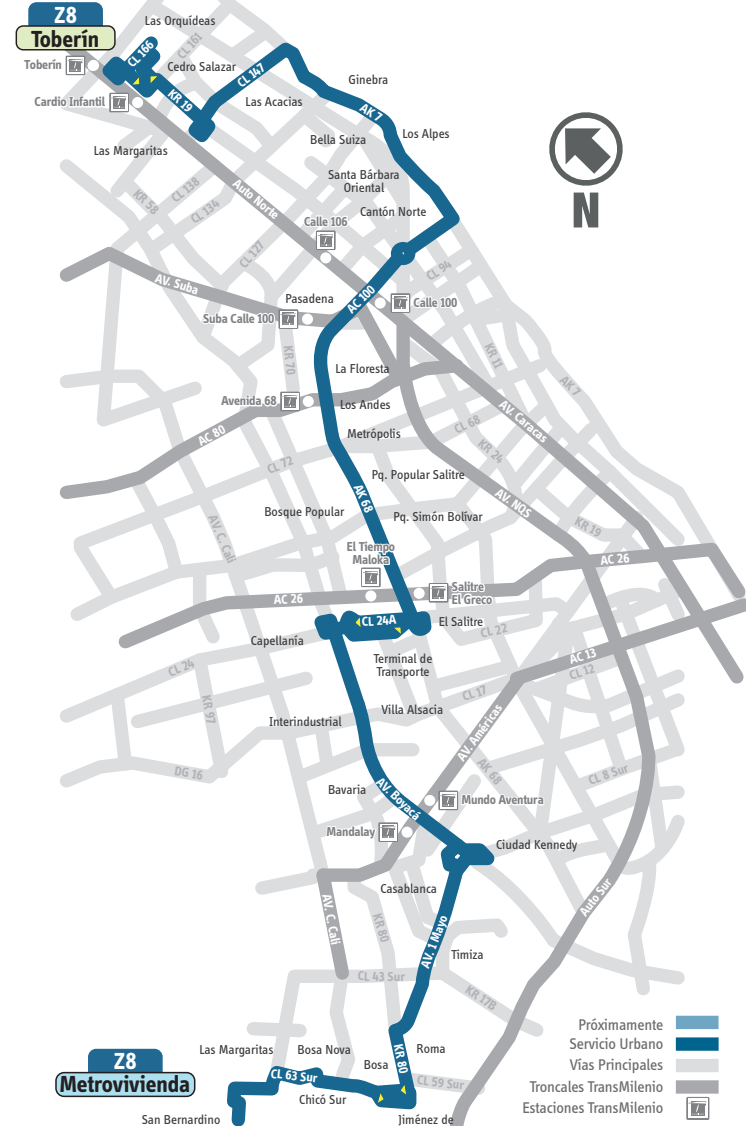 Z8
Toberín
Las Orquídeas
CL 161
CL 166
Toberín
Cedro Salazar
CL 147
Ginebra
Cardio Infantil
KR 19
Las Acacias
AK 7
Los Alpes
Bella Suiza
Las Margaritas
Santa Bárbara
Oriental
CL 138
KR 58
CL 134
Auto Norte
Cantón Norte
Calle 106
N
CL 127
CL 94
AV. Suba
Pasadena
AC 100
Calle 100
Suba Calle 100
KR 70
KR 11
La Floresta
AK 7
Avenida 68
Los Andes
AV. Caracas
AC 80
Metrópolis
CL 68
KR 24
CL 72
Pq. Popular Salitre
AK 68
AV. NQS
Bosque Popular
Pq. Simón Bolívar
AV. C. Cali
KR 19
El Tiempo
Maloka
AC 26
Salitre
El Greco
AC 26
CL 24A
El Salitre
CL 22
Capellanía
Terminal de
Transporte
AC 13
CL 24
CL 12
CL 17
KR 97
Villa Alsacia
Interindustrial
AV. Américas
DG 16
AK 68
CL 8 Sur
Bavaria
AV. Boyacá
Mundo Aventura
Mandalay
Ciudad Kennedy
Casablanca
AV. C. Cali
KR 80
AV. 1 Mayo
Auto Sur
Timiza
CL 43 Sur
KR 17B
Próximamente
Servicio Urbano
Vías Principales
Troncales TransMilenio
Estaciones TransMilenio
Z8
Metrovivienda
Las Margaritas
Bosa Nova
Roma
KR 80
Bosa
CL 63 Sur
CL 59 Sur
Chicó Sur
San Bernardino
Jiménez de